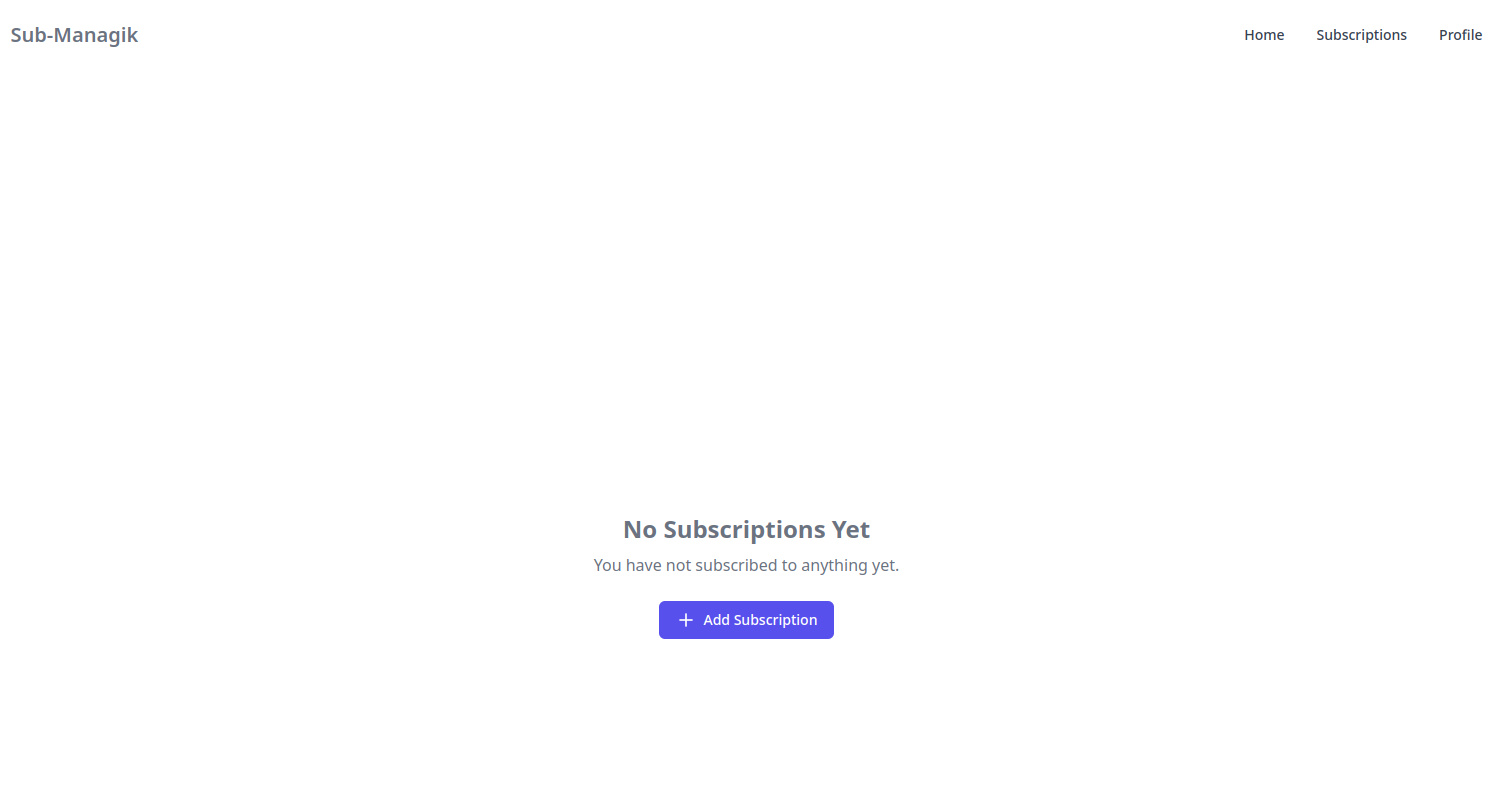 Sub-Managik
Home Subscriptions Profile
No Subscriptions Yet
You have not subscribed to anything yet.
Add Subscription